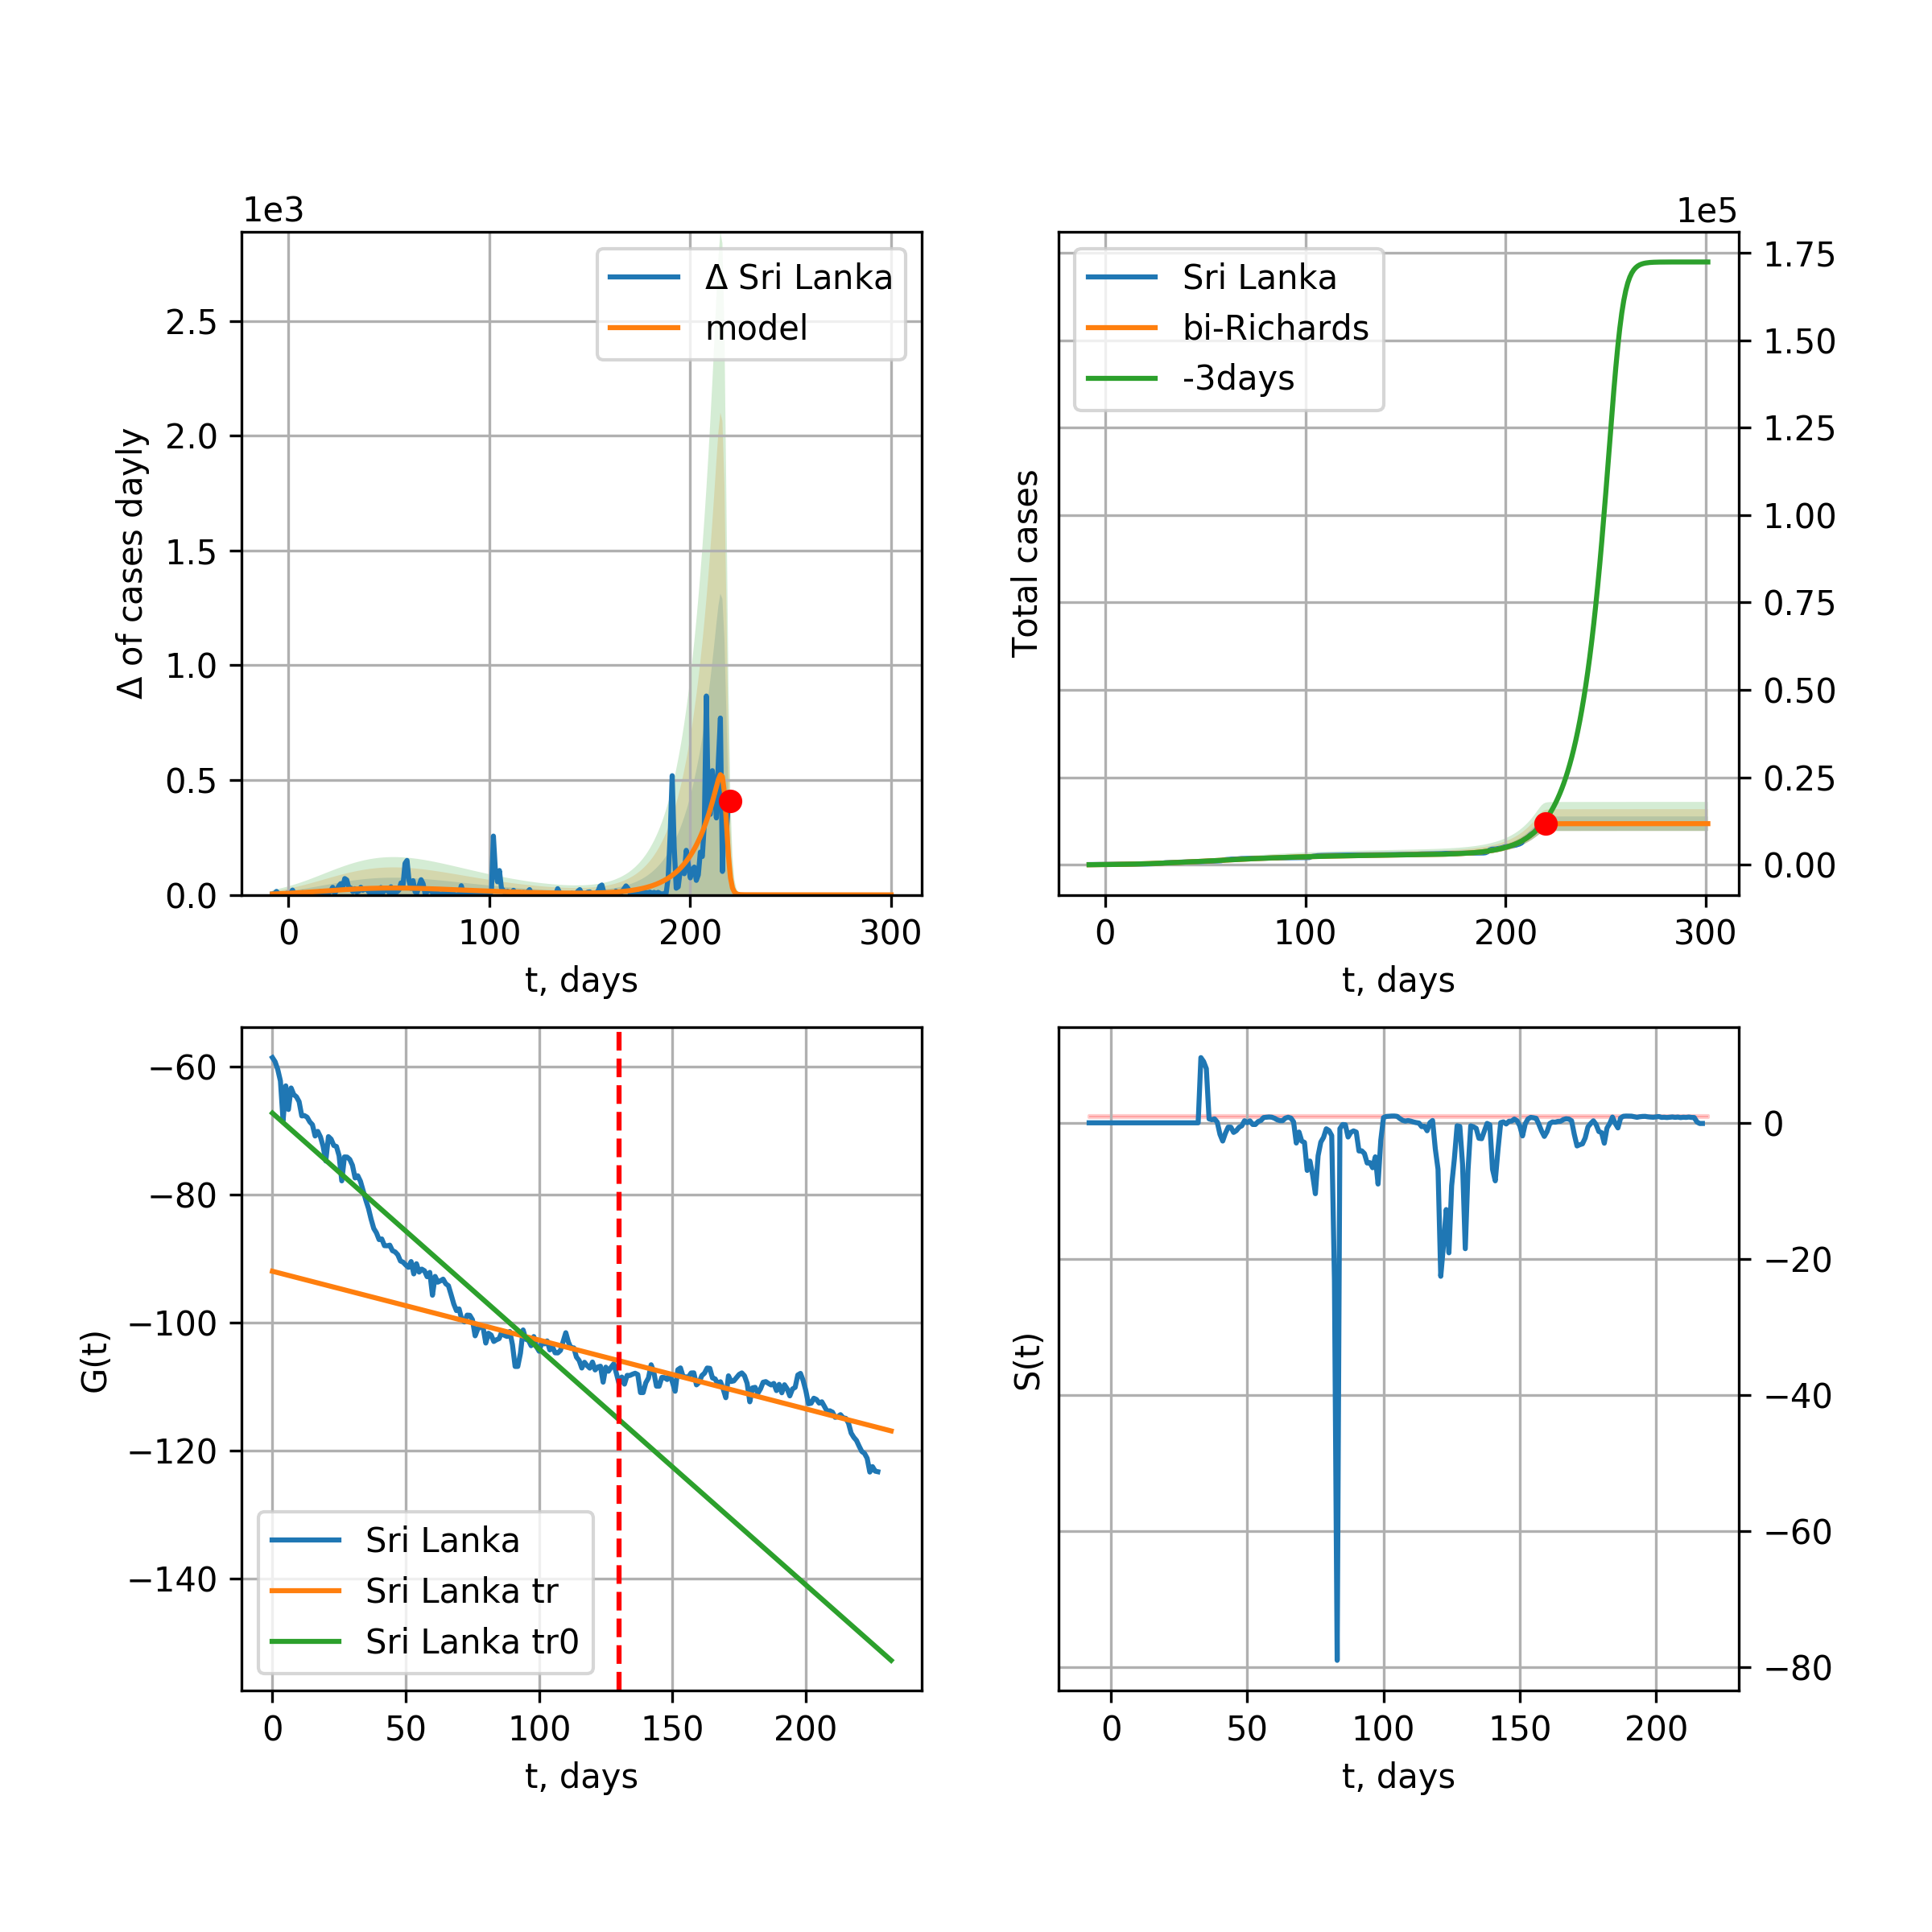 1e3
Δ of cases dayly
2.5
2.0
1.5
1.0
0.5
0.0
Δ Sri Lanka
model
0 100 200 300
t, days
1e5
Total cases
Sri Lanka
bi-Richards
-3days
1.75
1.50
1.25
1.00
0.75
0.50
0.25
0.00
0 100 200 300
t, days
G(t)
−60
−80
−100
−120
−140
Sri Lanka
Sri Lanka tr
Sri Lanka tr0
0 50 100 150 200
t, days
S(t)
0
−20
−40
−60
−80
0 50 100 150 200
t, days